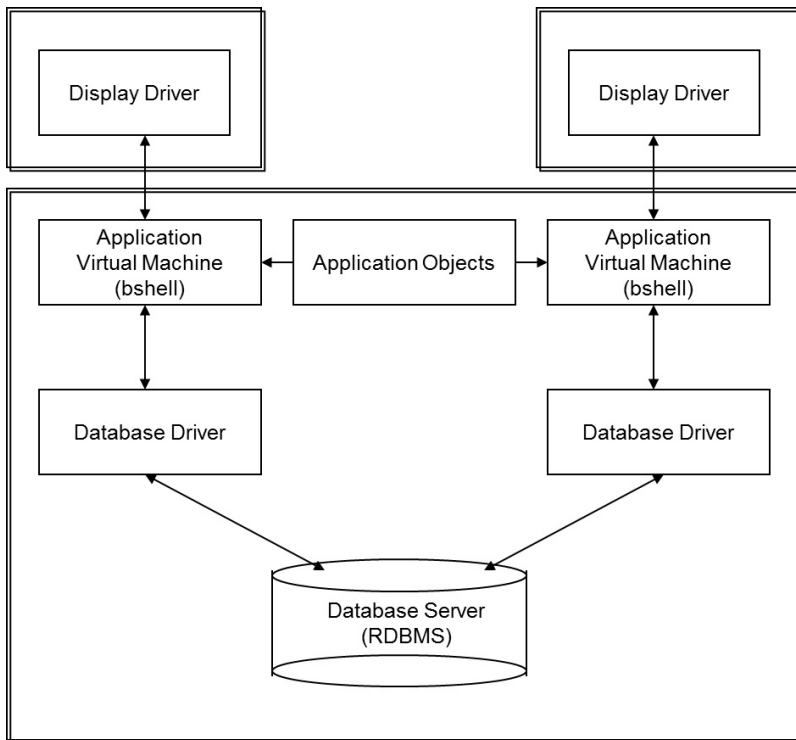 Display Driver
Display Driver
Application
Virtual Machine
(bshell)
Application Objects
Application
Virtual Machine
(bshell)
Database Driver
Database Driver
Database Server
(RDBMS)